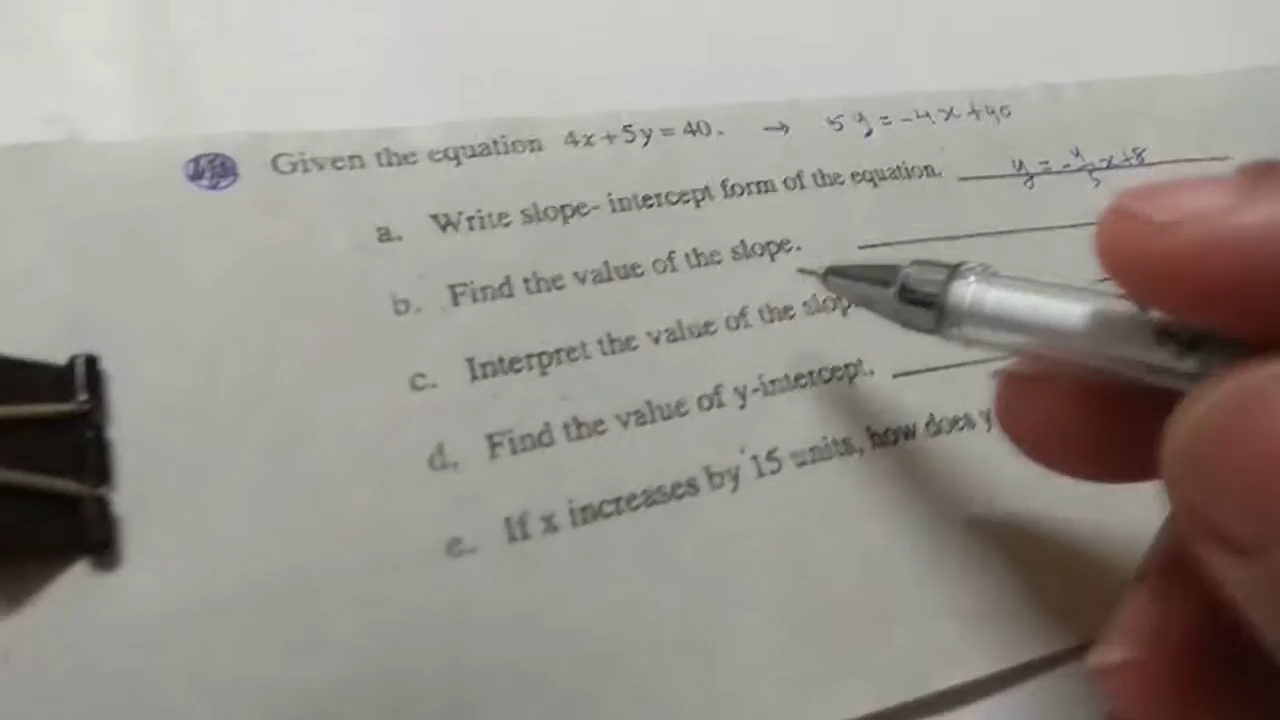 Given the equation 4x+5y=40. → 5y=-4x+40
a. Write slope- intercept form of the equation. y=-4/5x+8
b. Find the value of the slope.
c. Interpret the value of the
d. Find the value of y-intercept.
e. If x increases by 15 units, how does y